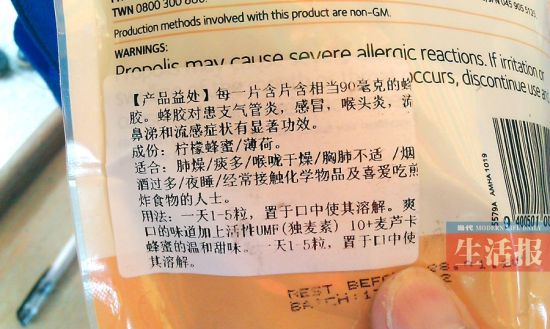 TWN 0800 300
Production methods involved with this product are non-GM.
WARNINGS:
Propolis may cause severe allergic reactions. If irritation or
occurs, discontinue use
【产品益处】每一片含片含相当90毫克的蜂
胶。蜂胶对患支气管炎，感冒，喉头炎，流
鼻涕和流感症状有显著功效。
成份：柠檬蜂蜜/薄荷。
适合：肺燥/痰多/喉咙干燥/胸肺不适 /烟
酒过多/夜睡/经常接触化学物品及喜爱吃煎
炸食物的人士。
用法：一天1-5粒，置于口中使其溶解。爽
口的味道加上活性UMF(独麦素) 10+麦芦卡
蜂蜜的温和甜味。一天1-5粒，置于口中使
其溶解。
579A AMHA 1019
当代
MODERN LIFE DAILY
生活报
BEST BEFORE
BATCH: